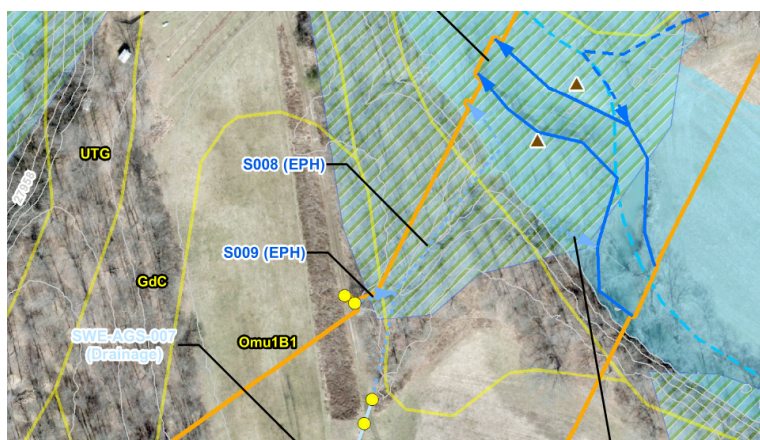 UTG
S008 (EPH)
S009 (EPH)
GdC
SWE-AGS-007
(Drainage)
Omu1B1